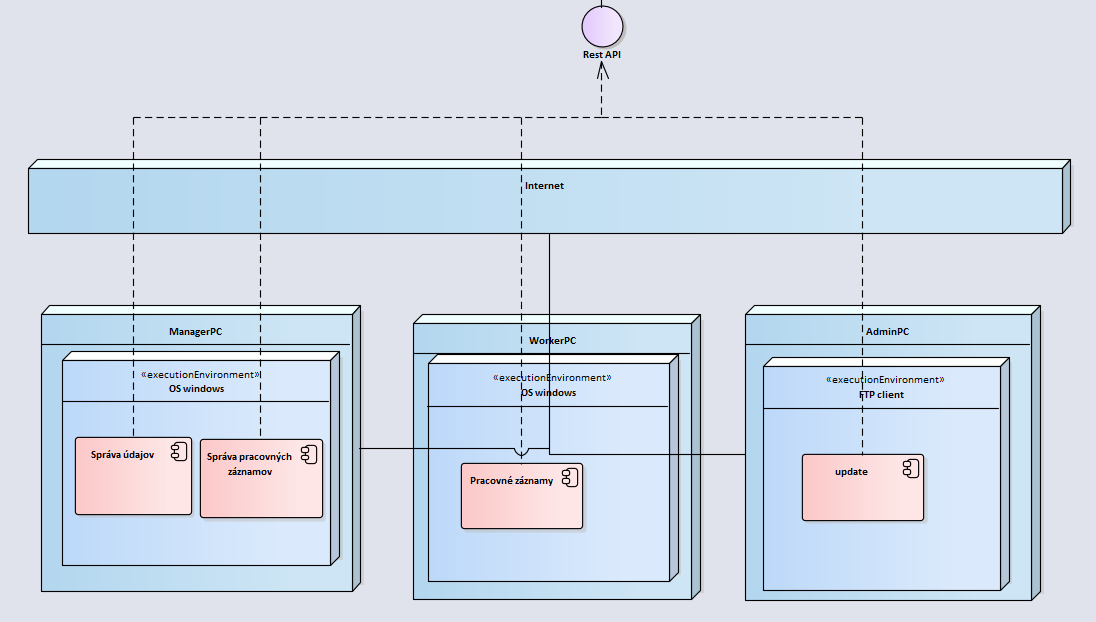 Rest API
Internet
ManagerPC
«executionEnvironment»
OS windows
Správa údajov
Správa pracovných
záznamov
WorkerPC
«executionEnvironment»
OS windows
Pracovné záznamy
AdminPC
«executionEnvironment»
FTP client
update